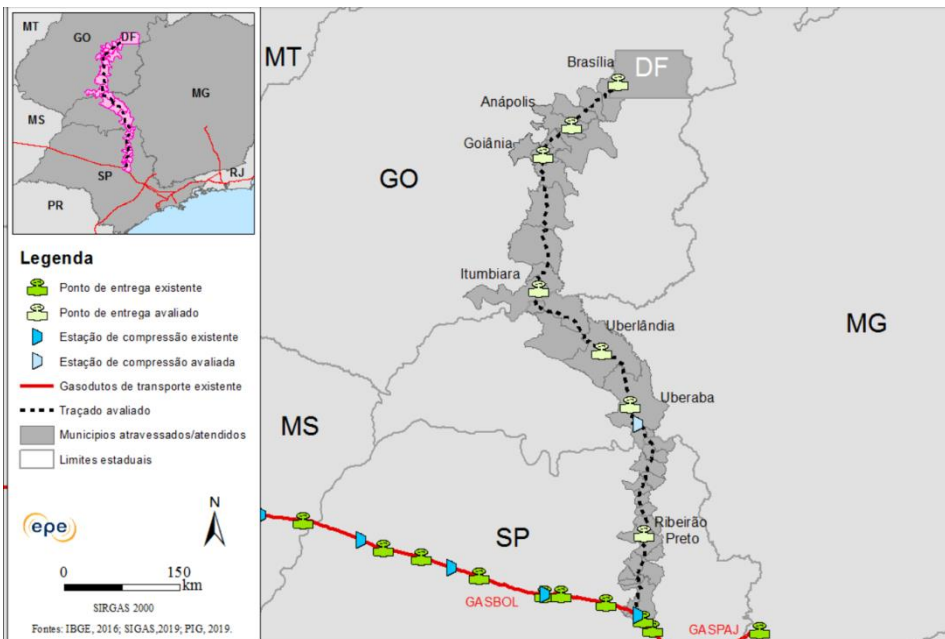 MT
GO
DF
MG
MS
SP
RJ
PR
Legenda
Ponto de entrega existente
Ponto de entrega avaliado
Estação de compressão existente
Estação de compressão avaliada
Gasodutos de transporte existente
Traçado avaliado
Municipios atravessados/atendidos
Limites estaduais
epe
N
0 150
km
SIRGAS 2000
Fontes: IBGE, 2016; SIGAS,2019; PIG, 2019.
MT
Brasília
DF
Anápolis
Goiânia
GO
Itumbiara
Uberlândia
MG
Uberaba
MS
Ribeirão
Preto
SP
GASBOL
GASPAJ